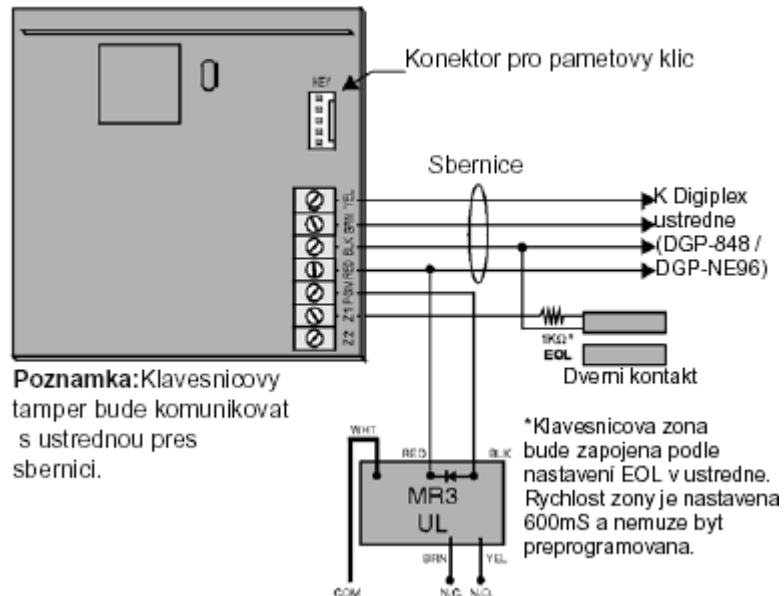 KEY
Konektor pro pametovy klic
Sbernice
YEL
BRN
BLK
RED
PGM
Z1
Z2
K Digiplex
ustredne
(DGP-848 /
DGP-NE96)
1KΩ*
EOL
Dverni kontakt
Poznamka:Klavesnicovy
tamper bude komunikovat
s ustrednou pres
sbernici.
*Klavesnicova zona
bude zapojena podle
nastavení EOL v ustredne.
Rychlost zony je nastavena
600mS a nemuze byt
preprogramovana.
WHT
RED
BLK
MR3
UL
BRN
YEL
COM
N.C.
N.O.